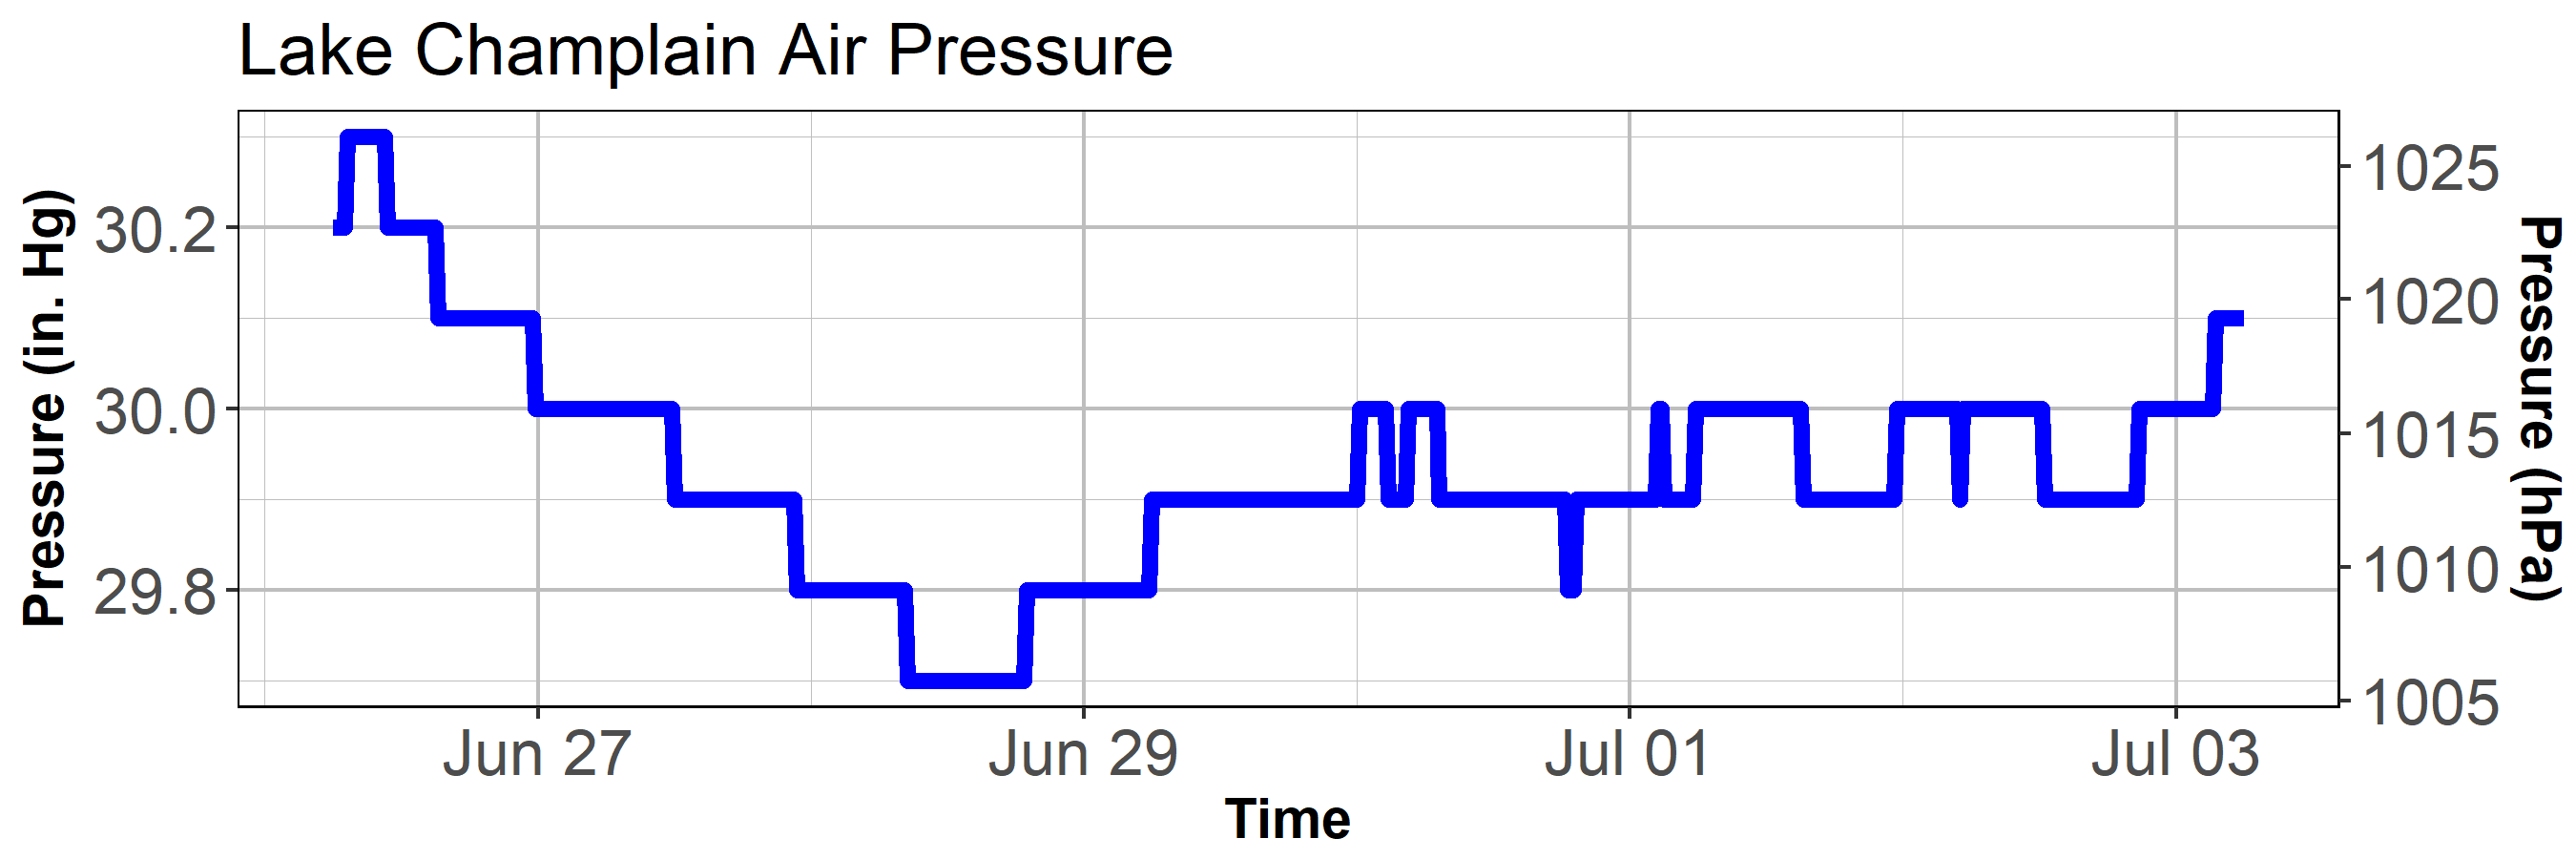 Lake Champlain Air Pressure
Pressure (in. Hg)
30.2
30.0
29.8
1025
1020
1015
1010
1005
Pressure (hPa)
Jun 27 Jun 29 Jul 01 Jul 03
Time